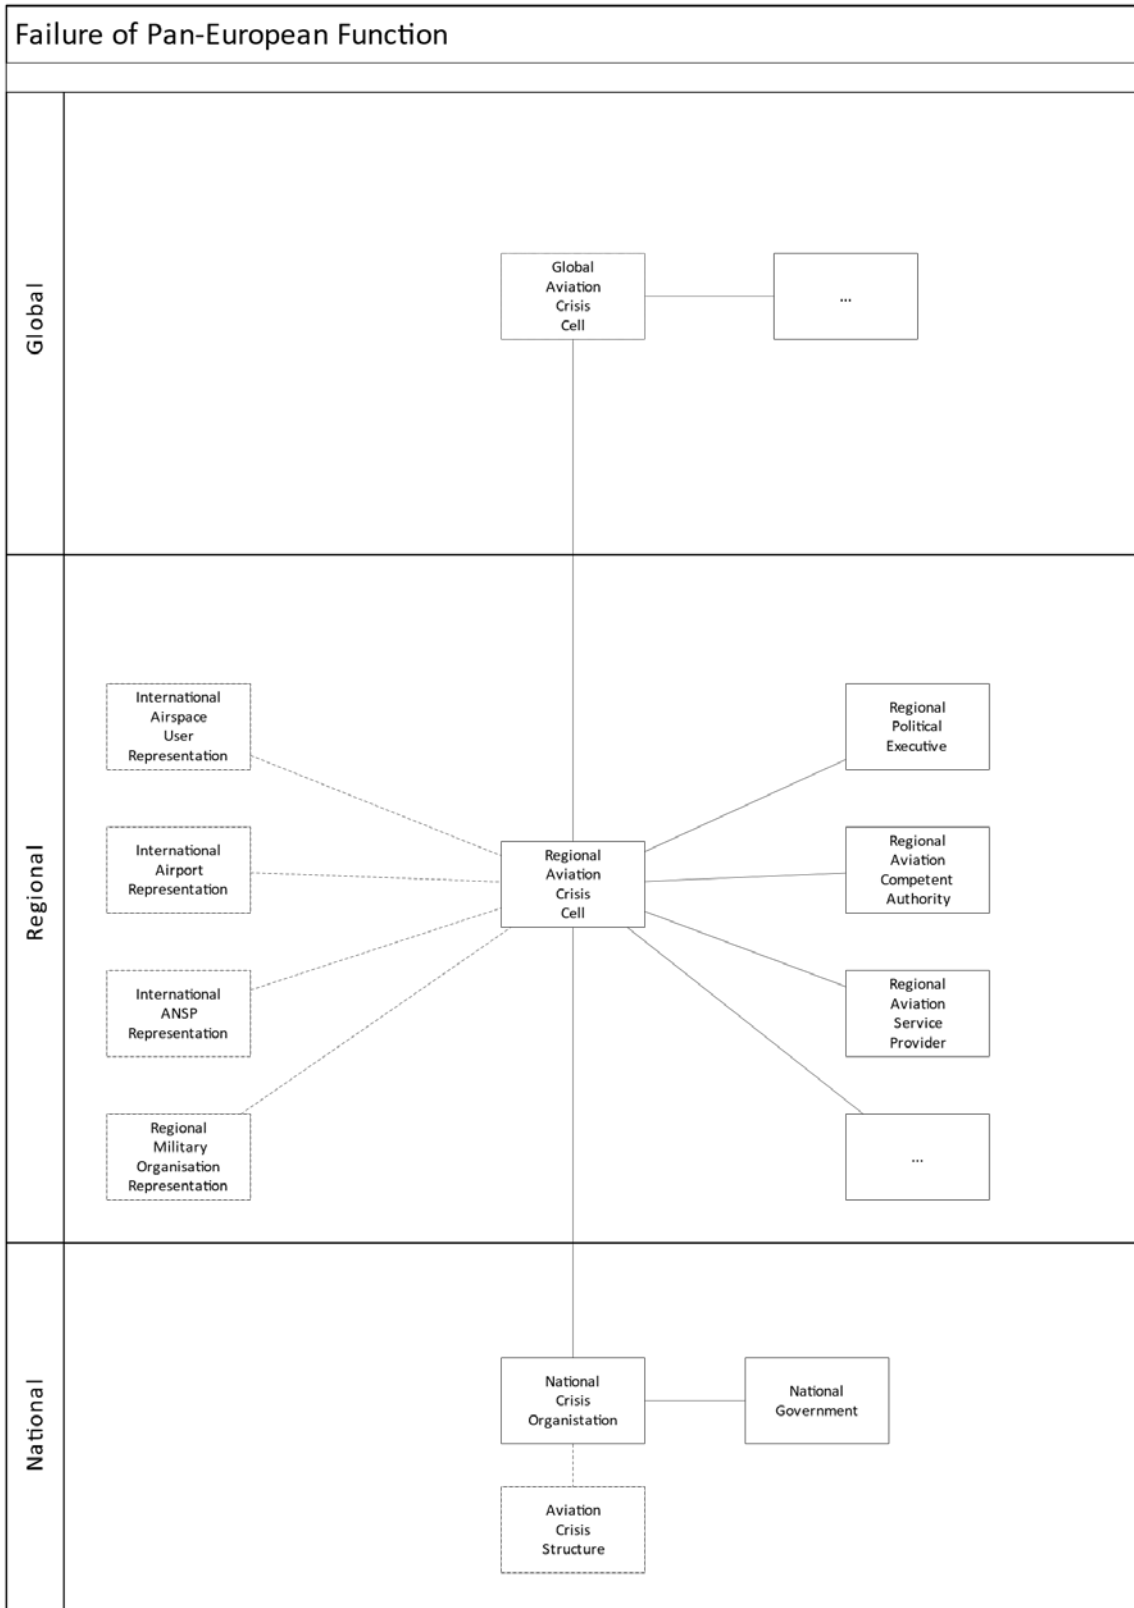 Failure of Pan-European Function
Global
Global
Aviation
Crisis
Cell
...
Regional
International
Airspace
User
Representation
Regional
Political
Executive
International
Airport
Representation
Regional
Aviation
Crisis
Cell
Regional
Aviation
Competent
Authority
International
ANSP
Representation
Regional
Aviation
Service
Provider
Regional
Military
Organisation
Representation
...
National
National
Crisis
Organistation
National
Government
Aviation
Crisis
Structure